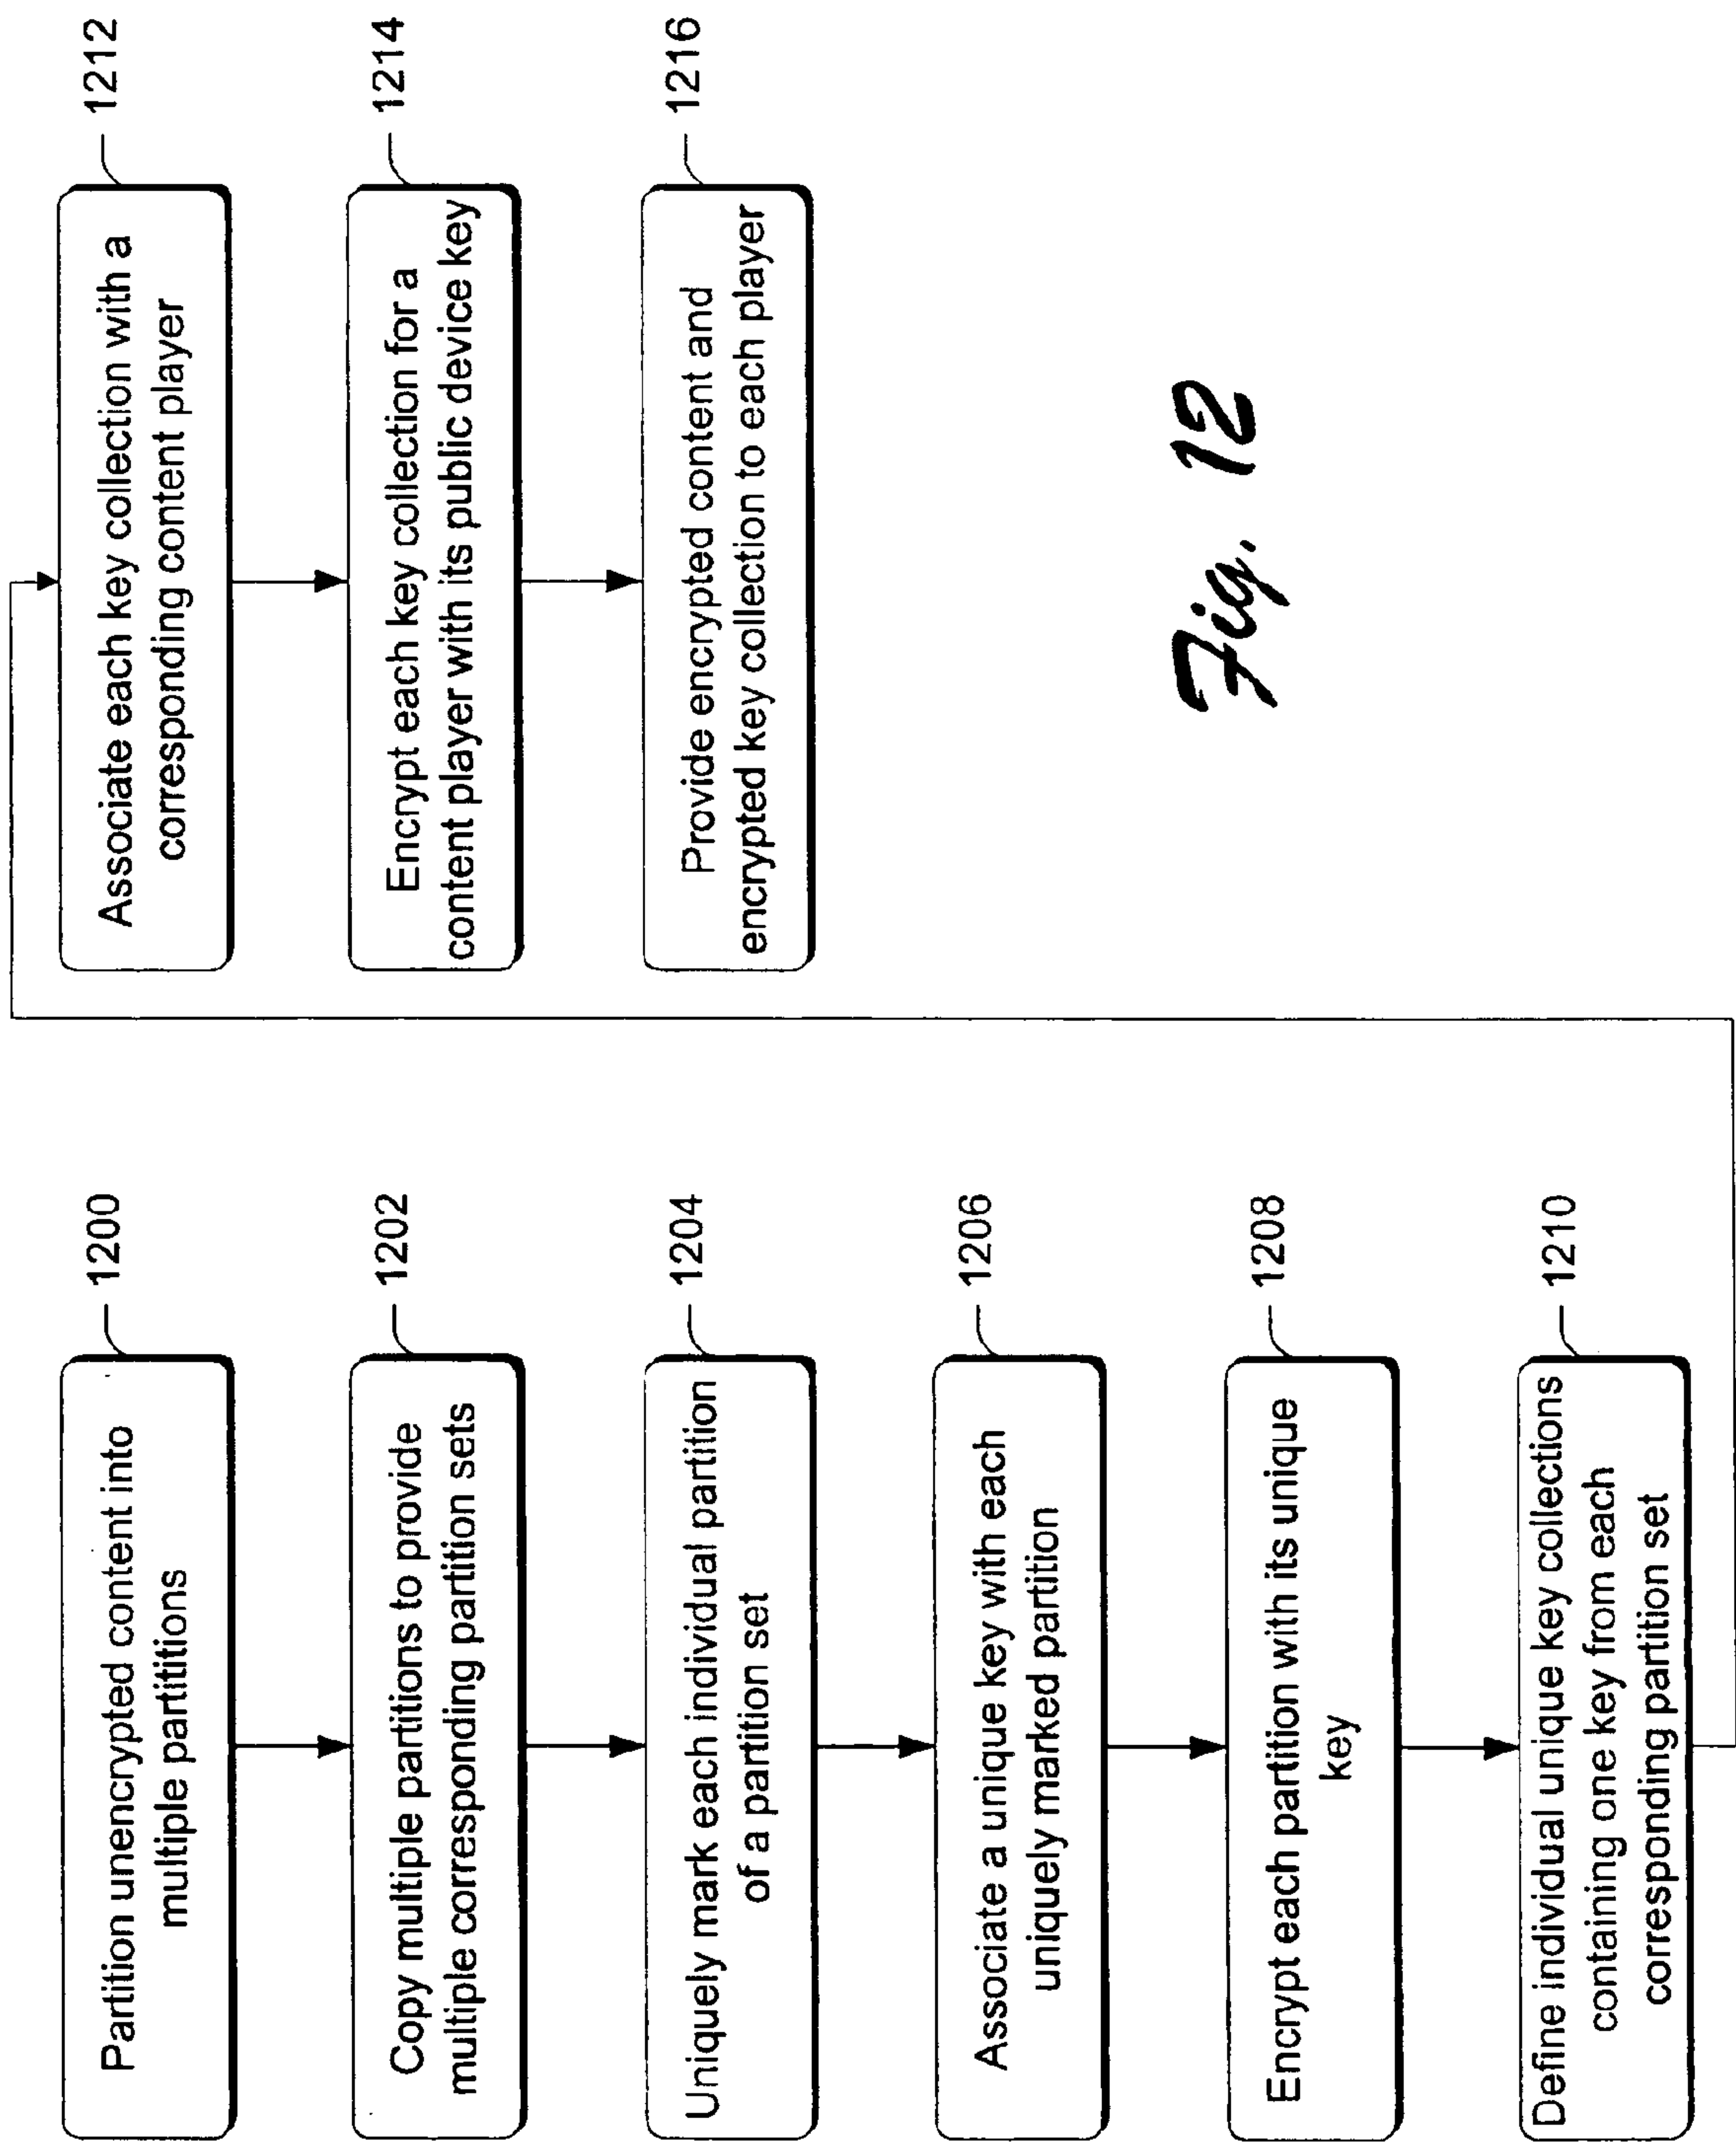 Partition unencrypted content into
multiple partitions
1200
Copy multiple partitions to provide
multiple corresponding partition sets
1202
Uniquely mark each individual partition
of a partition set
1204
Associate a unique key with each
uniquely marked partition
1206
Encrypt each partition with its unique
key
1208
Define individual unique key collections
containing one key from each
corresponding partition set
1210
Associate each key collection with a
corresponding content player
1212
Encrypt each key collection for a
content player with its public device key
1214
Provide encrypted content and
encrypted key collection to each player
1216
Fig. 12